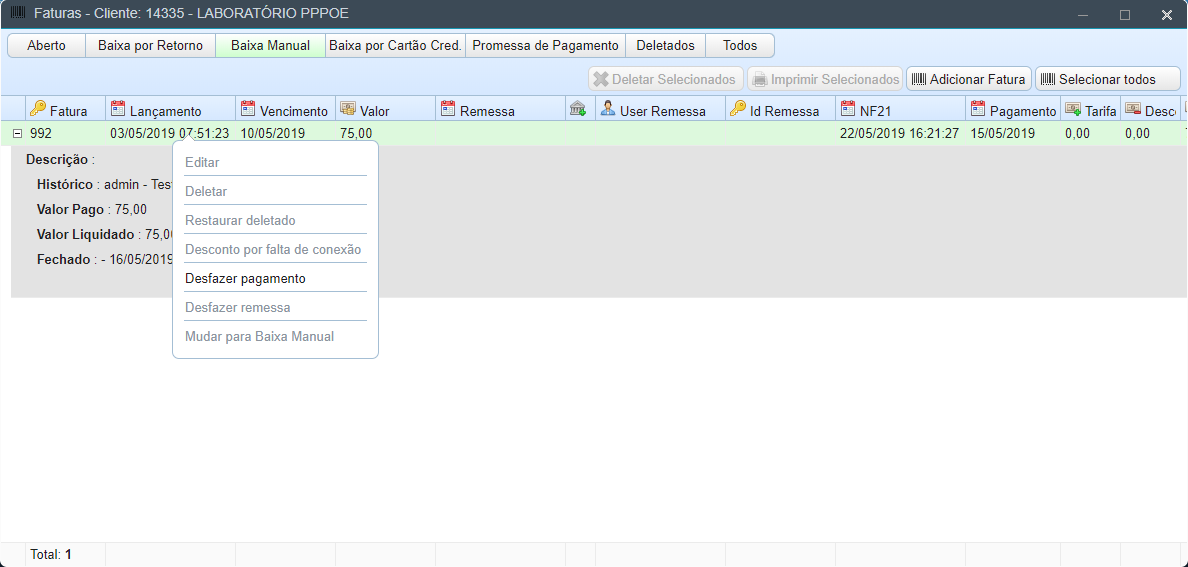 Faturas - Cliente: 14335 - LABORATÓRIO PPPOE
Aberto Baixa por Retorno Baixa Manual Baixa por Cartão Cred. Promessa de Pagamento Deletados Todos
Deletar Selecionados Imprimir Selecionados Adicionar Fatura Selecionar todos
Fatura Lançamento Vencimento Valor Remessa User Remessa Id Remessa NF21 Pagamento Tarifa Desc
992 03/05/2019 07:51:23 10/05/2019 75,00 22/05/2019 16:21:27 15/05/2019 0,00 0,00
Descrição :
Histórico : admin - Tes
Valor Pago : 75,00
Valor Liquidado : 75,0
Fechado : - 16/05/2019
Editar
Deletar
Restaurar deletado
Desconto por falta de conexão
Desfazer pagamento
Desfazer remessa
Mudar para Baixa Manual
Total: 1